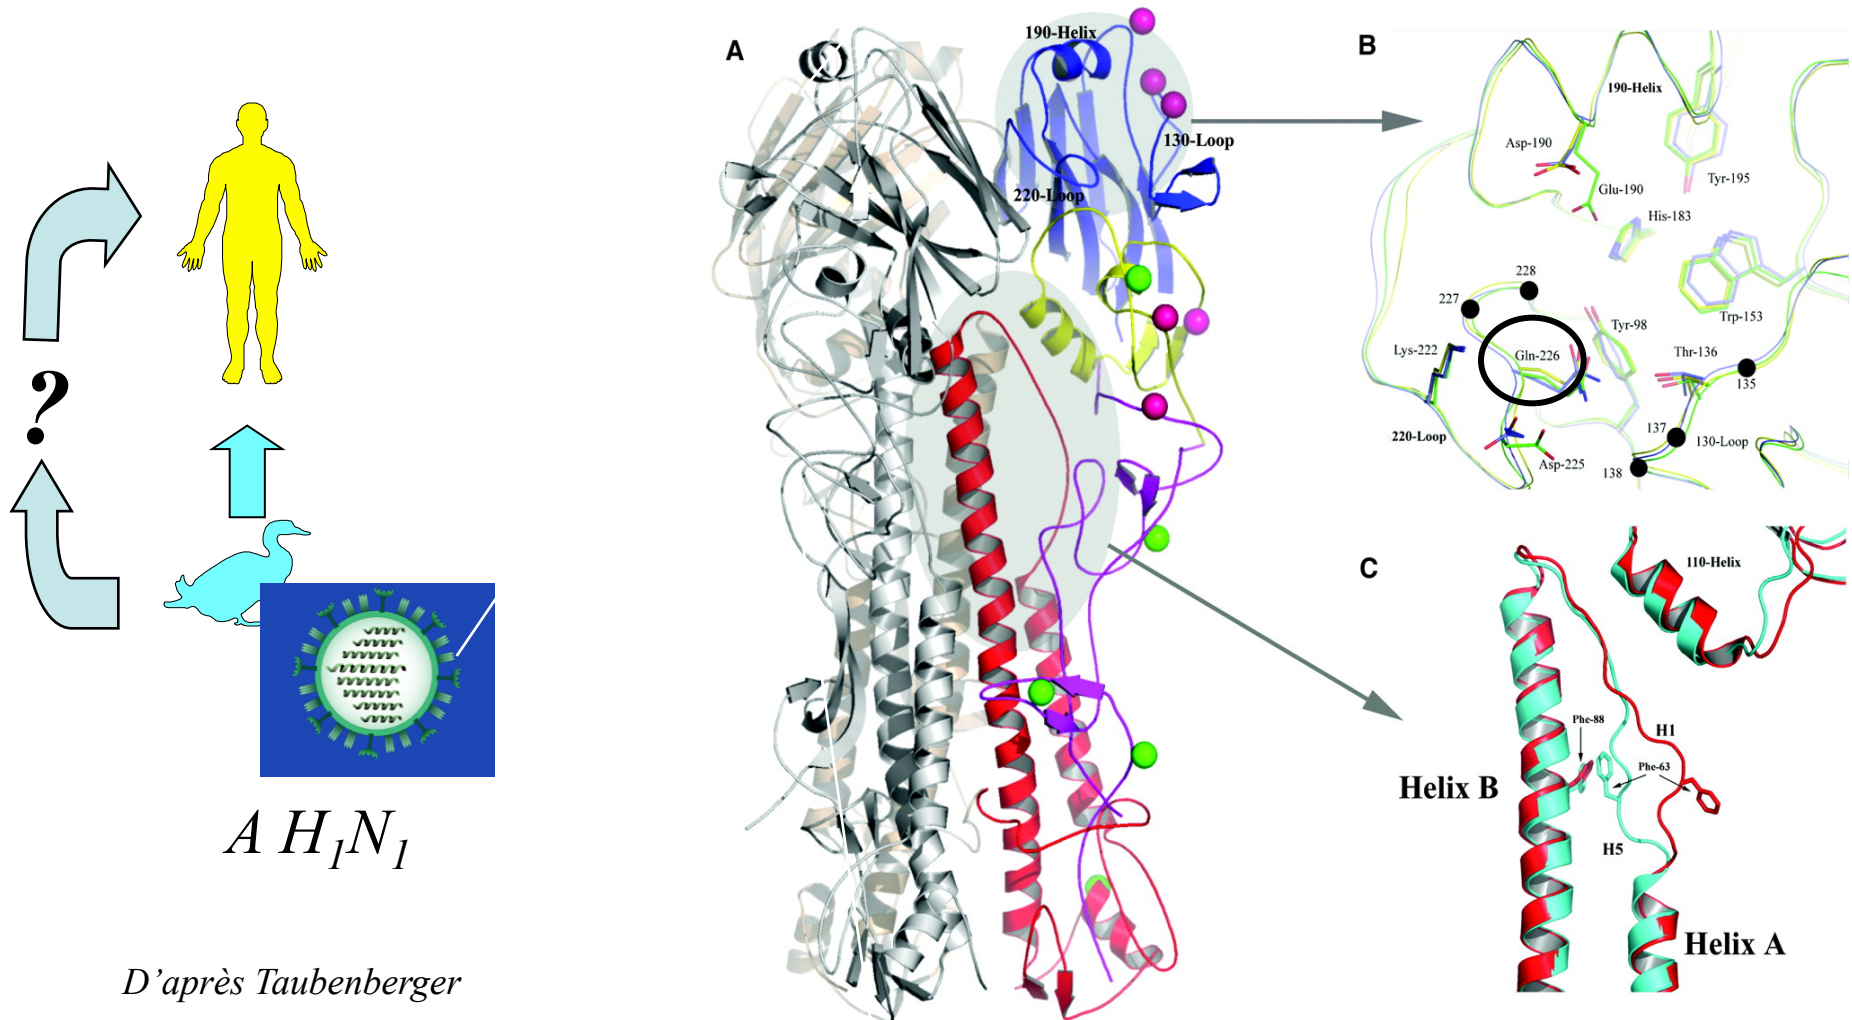 ?
A H1N1
D'après Taubenberger
A
190-Helix
130-Loop
220-Loop
B
190-Helix
Asp-190
Glu-190
Tyr-195
His-183
228
227
Trp-153
Tyr-98
Lys-222
Gln-226
Thr-136
135
137
220-Loop
130-Loop
Asp-225
138
C
110-Helix
Phe-88
H1
Phe-63
Helix B
H5
Helix A